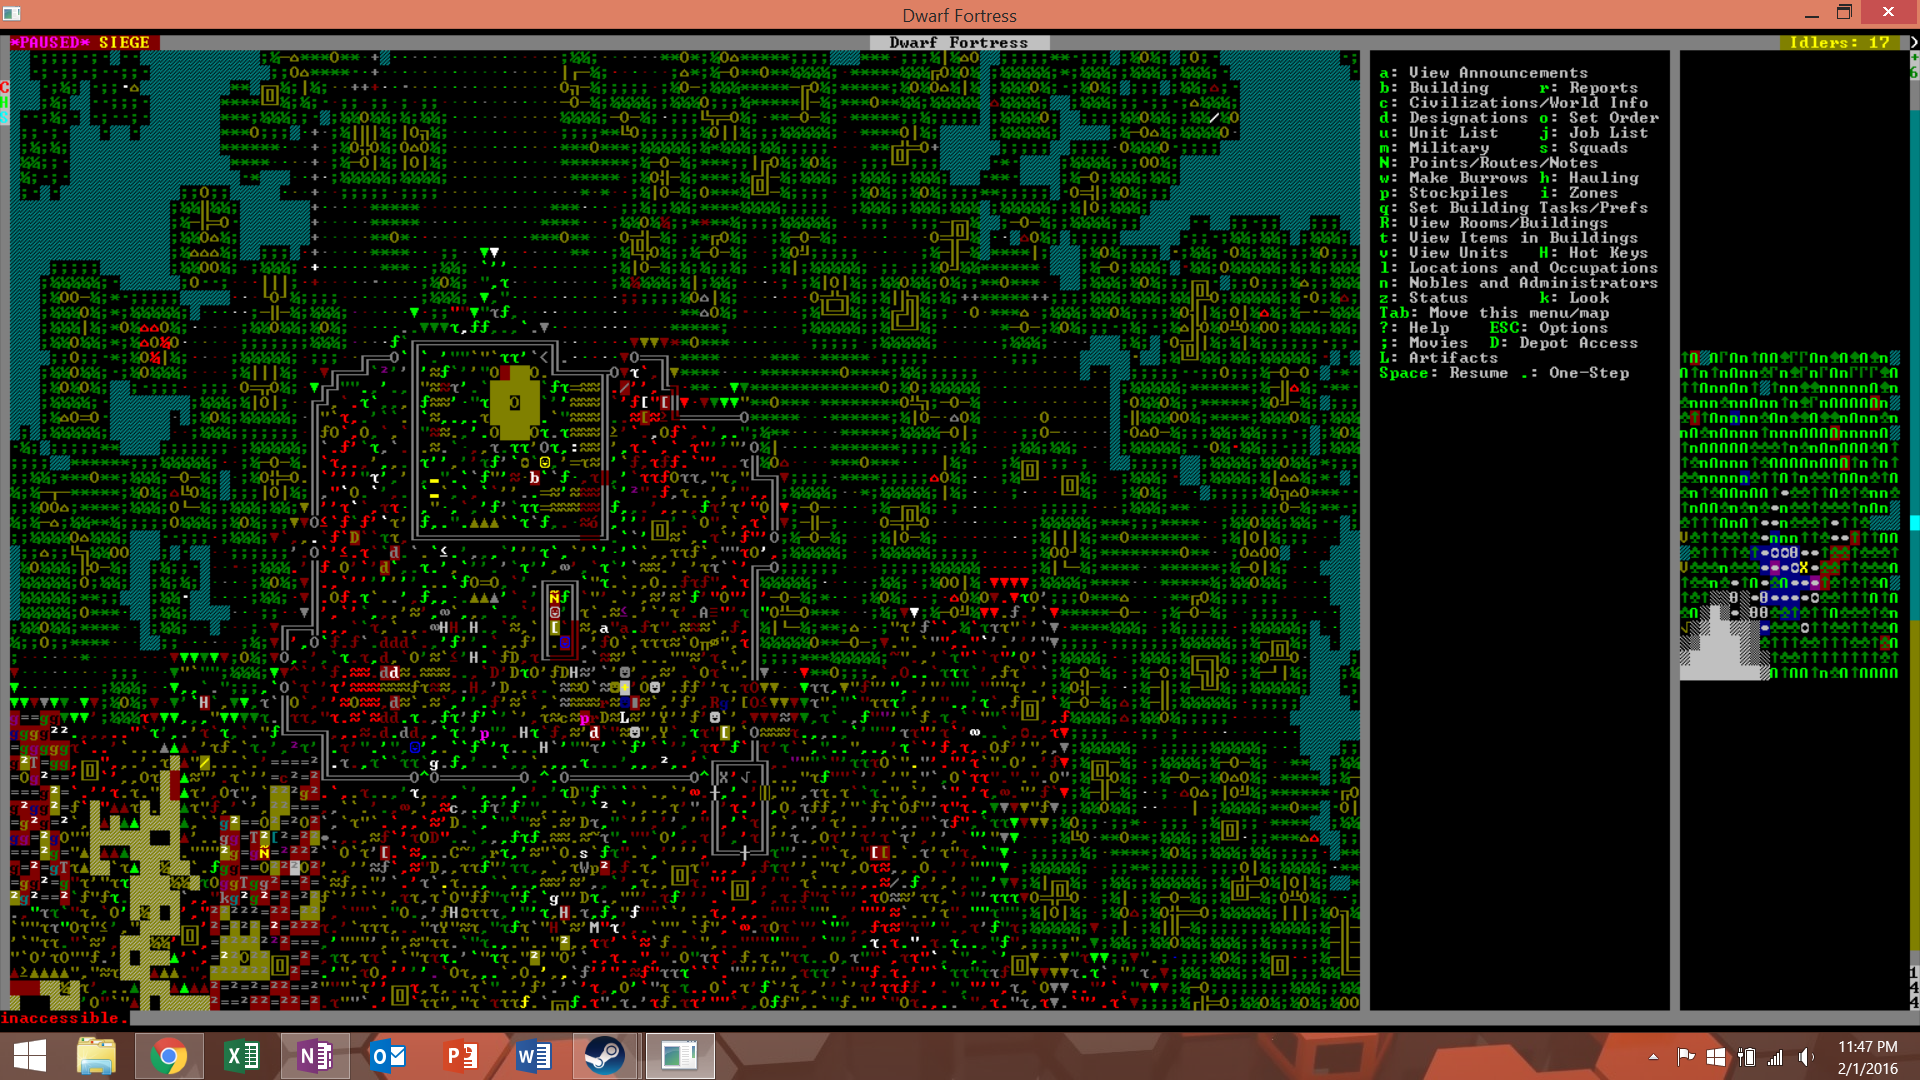 Dwarf Fortress
*PAUSED* SIEGE
Dwarf Fortress
Idlers: 17
a: View Announcements
b: Building r: Reports
c: Civilizations/World Info
d: Designations o: Set Order
u: Unit List j: Job List
m: Military s: Squads
N: Points/Routes/Notes
w: Make Burrows h: Hauling
p: Stockpiles i: Zones
q: Set Building Tasks/Prefs
R: View Rooms/Buildings
t: View Items in Buildings
v: View Units H: Hot Keys
l: Locations and Occupations
n: Nobles and Administrators
z: Status k: Look
Tab: Move this menu/map
?: Help ESC: Options
;: Movies D: Depot Access
L: Artifacts
Space: Resume .: One-Step
inaccessible.
11:47 PM
2/1/2016